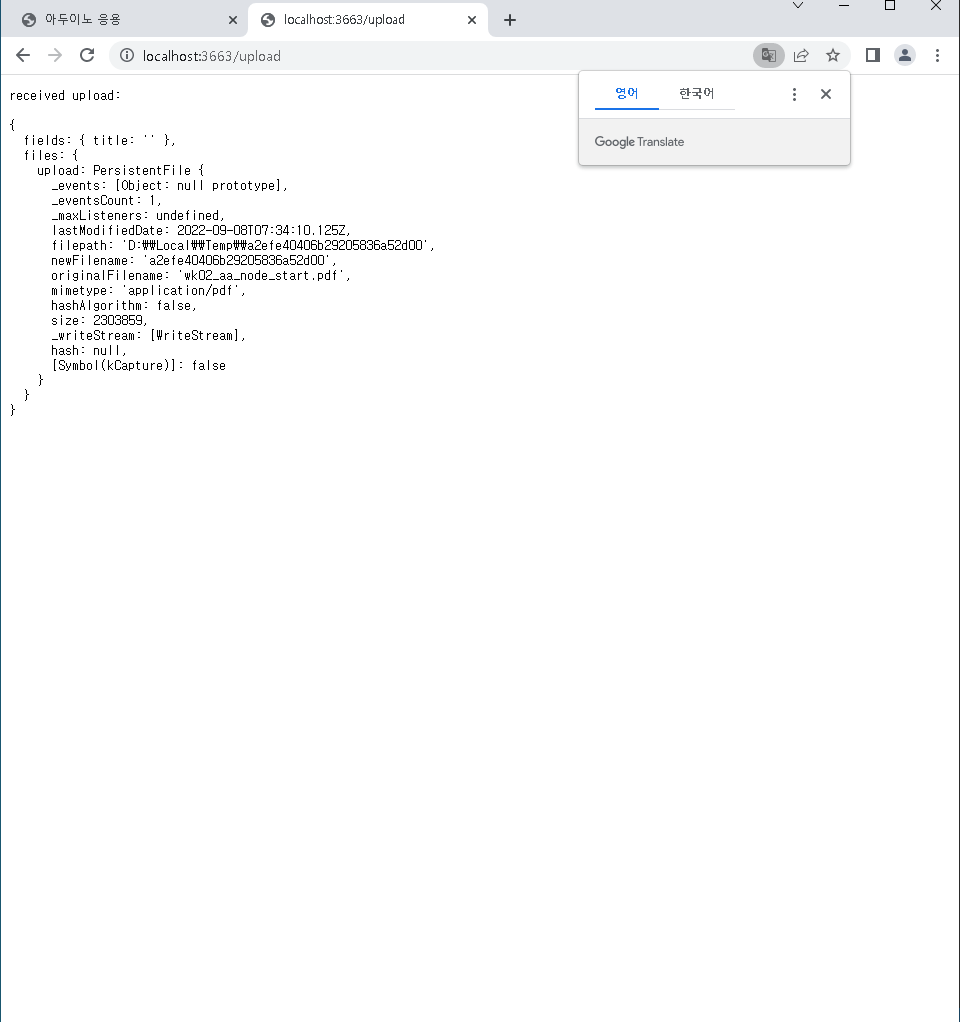 아두이노 응용
localhost:3663/upload
localhost:3663/upload
영어 한국어
Google Translate
received upload:
{
  fields: { title: '' },
  files: {
    upload: PersistentFile {
      _events: [Object: null prototype],
      _eventsCount: 1,
      _maxListeners: undefined,
      lastModifiedDate: 2022-09-08T07:34:10.125Z,
      filepath: 'D:₩₩Local₩₩Temp₩₩a2efe40406b29205836a52d00',
      newFilename: 'a2efe40406b29205836a52d00',
      originalFilename: 'wk02_aa_node_start.pdf',
      mimetype: 'application/pdf',
      hashAlgorithm: false,
      size: 2303859,
      _writeStream: [WriteStream],
      hash: null,
      [Symbol(kCapture)]: false
    }
  }
}